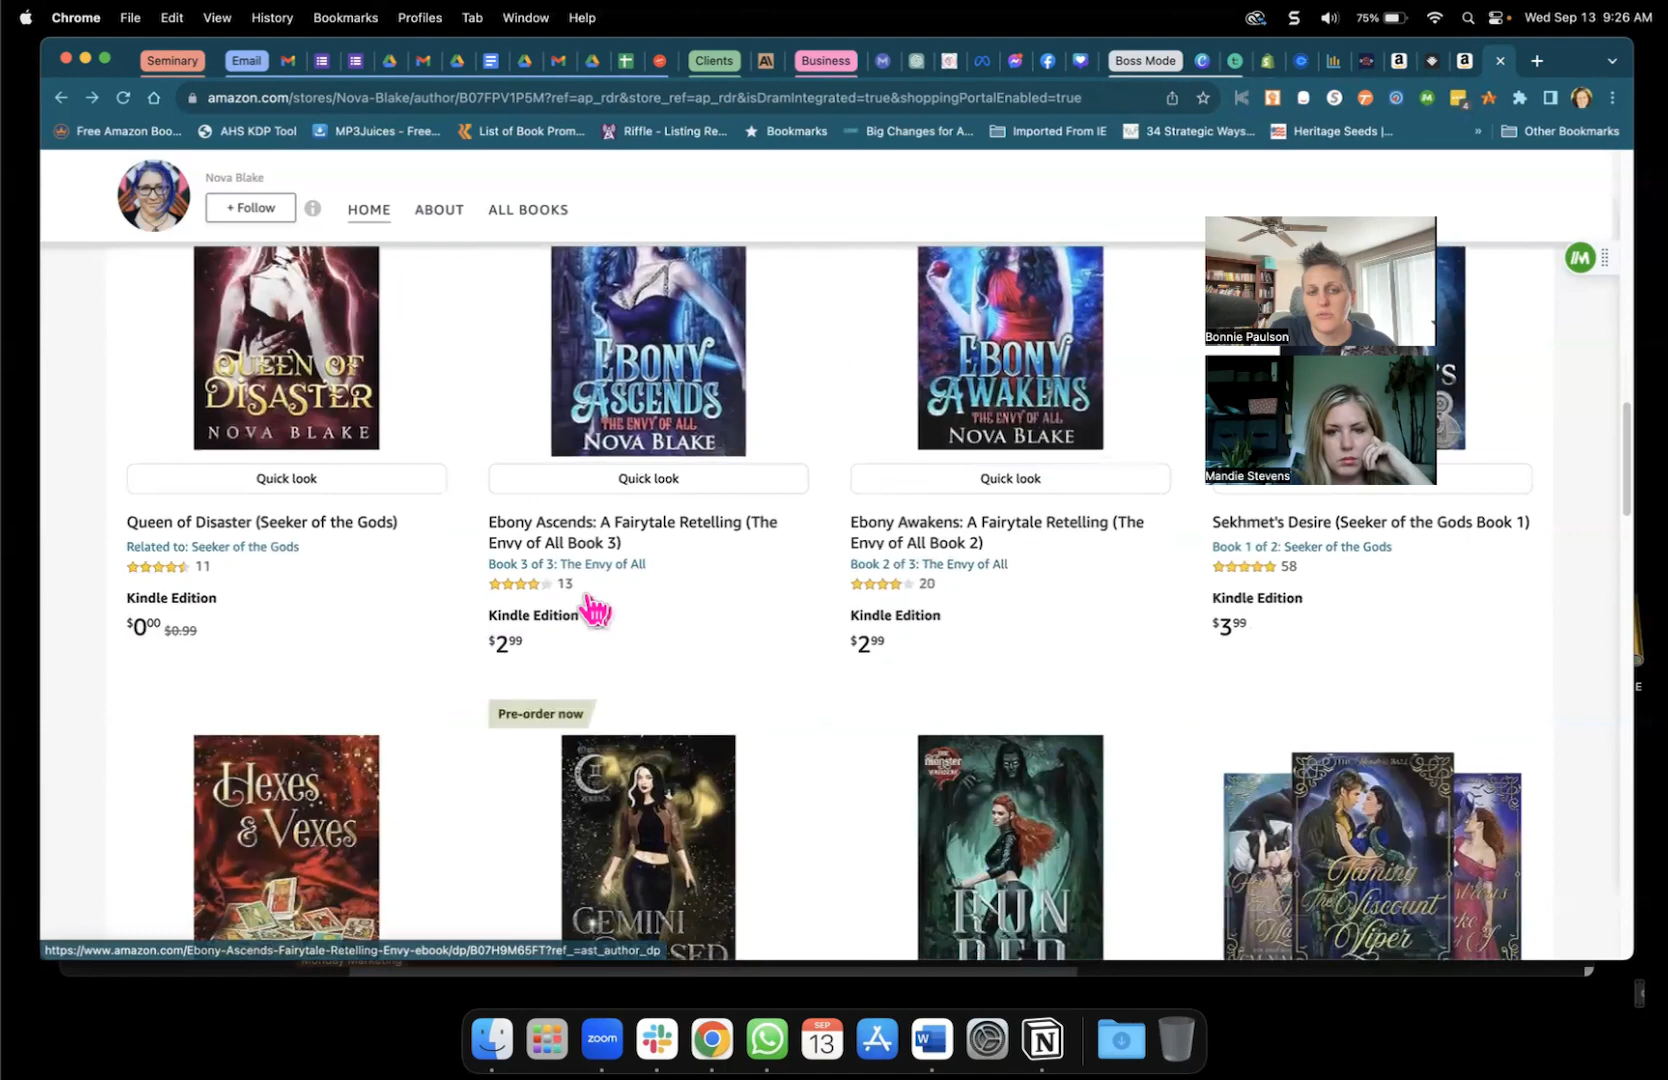 Chrome File Edit View History Bookmarks Profiles Tab Window Help
75% Wed Sep 13 9:26 AM
Seminary Email Clients Business Boss Mode
amazon.com/stores/Nova-Blake/author/B07FPV1P5M?ref=ap_rdr&store_ref=ap_rdr&isDramIntegrated=true&shoppingPortalEnabled=true
Free Amazon Boo... AHS KDP Tool MP3Juices - Free... List of Book Prom... Riffle - Listing Re... Bookmarks Big Changes for A... Imported From IE 34 Strategic Ways... Heritage Seeds |... » Other Bookmarks
Nova Blake
+ Follow
HOME ABOUT ALL BOOKS
QUEEN OF
DISASTER
NOVA BLAKE
EBONY
ASCENDS
THE ENVY OF ALL
NOVA BLAKE
EBONY
AWAKENS
THE ENVY OF ALL
NOVA BLAKE
Bonnie Paulson
Mandie Stevens
Quick look
Quick look
Quick look
Queen of Disaster (Seeker of the Gods)
Related to: Seeker of the Gods
11
Kindle Edition
$0.00 $0.99
Ebony Ascends: A Fairytale Retelling (The
Envy of All Book 3)
Book 3 of 3: The Envy of All
13
Kindle Edition
$2.99
Ebony Awakens: A Fairytale Retelling (The
Envy of All Book 2)
Book 2 of 3: The Envy of All
20
Kindle Edition
$2.99
Sekhmet's Desire (Seeker of the Gods Book 1)
Book 1 of 2: Seeker of the Gods
58
Kindle Edition
$3.99
Pre-order now
Hexes
& Vexes
GEMINI
RUN
RED
Taming
The Viscount
Viper
https://www.amazon.com/Ebony-Ascends-Fairytale-Retelling-Envy-ebook/dp/B07H9M65FT?ref_=ast_author_dp
zoom
SEP
13
W
N